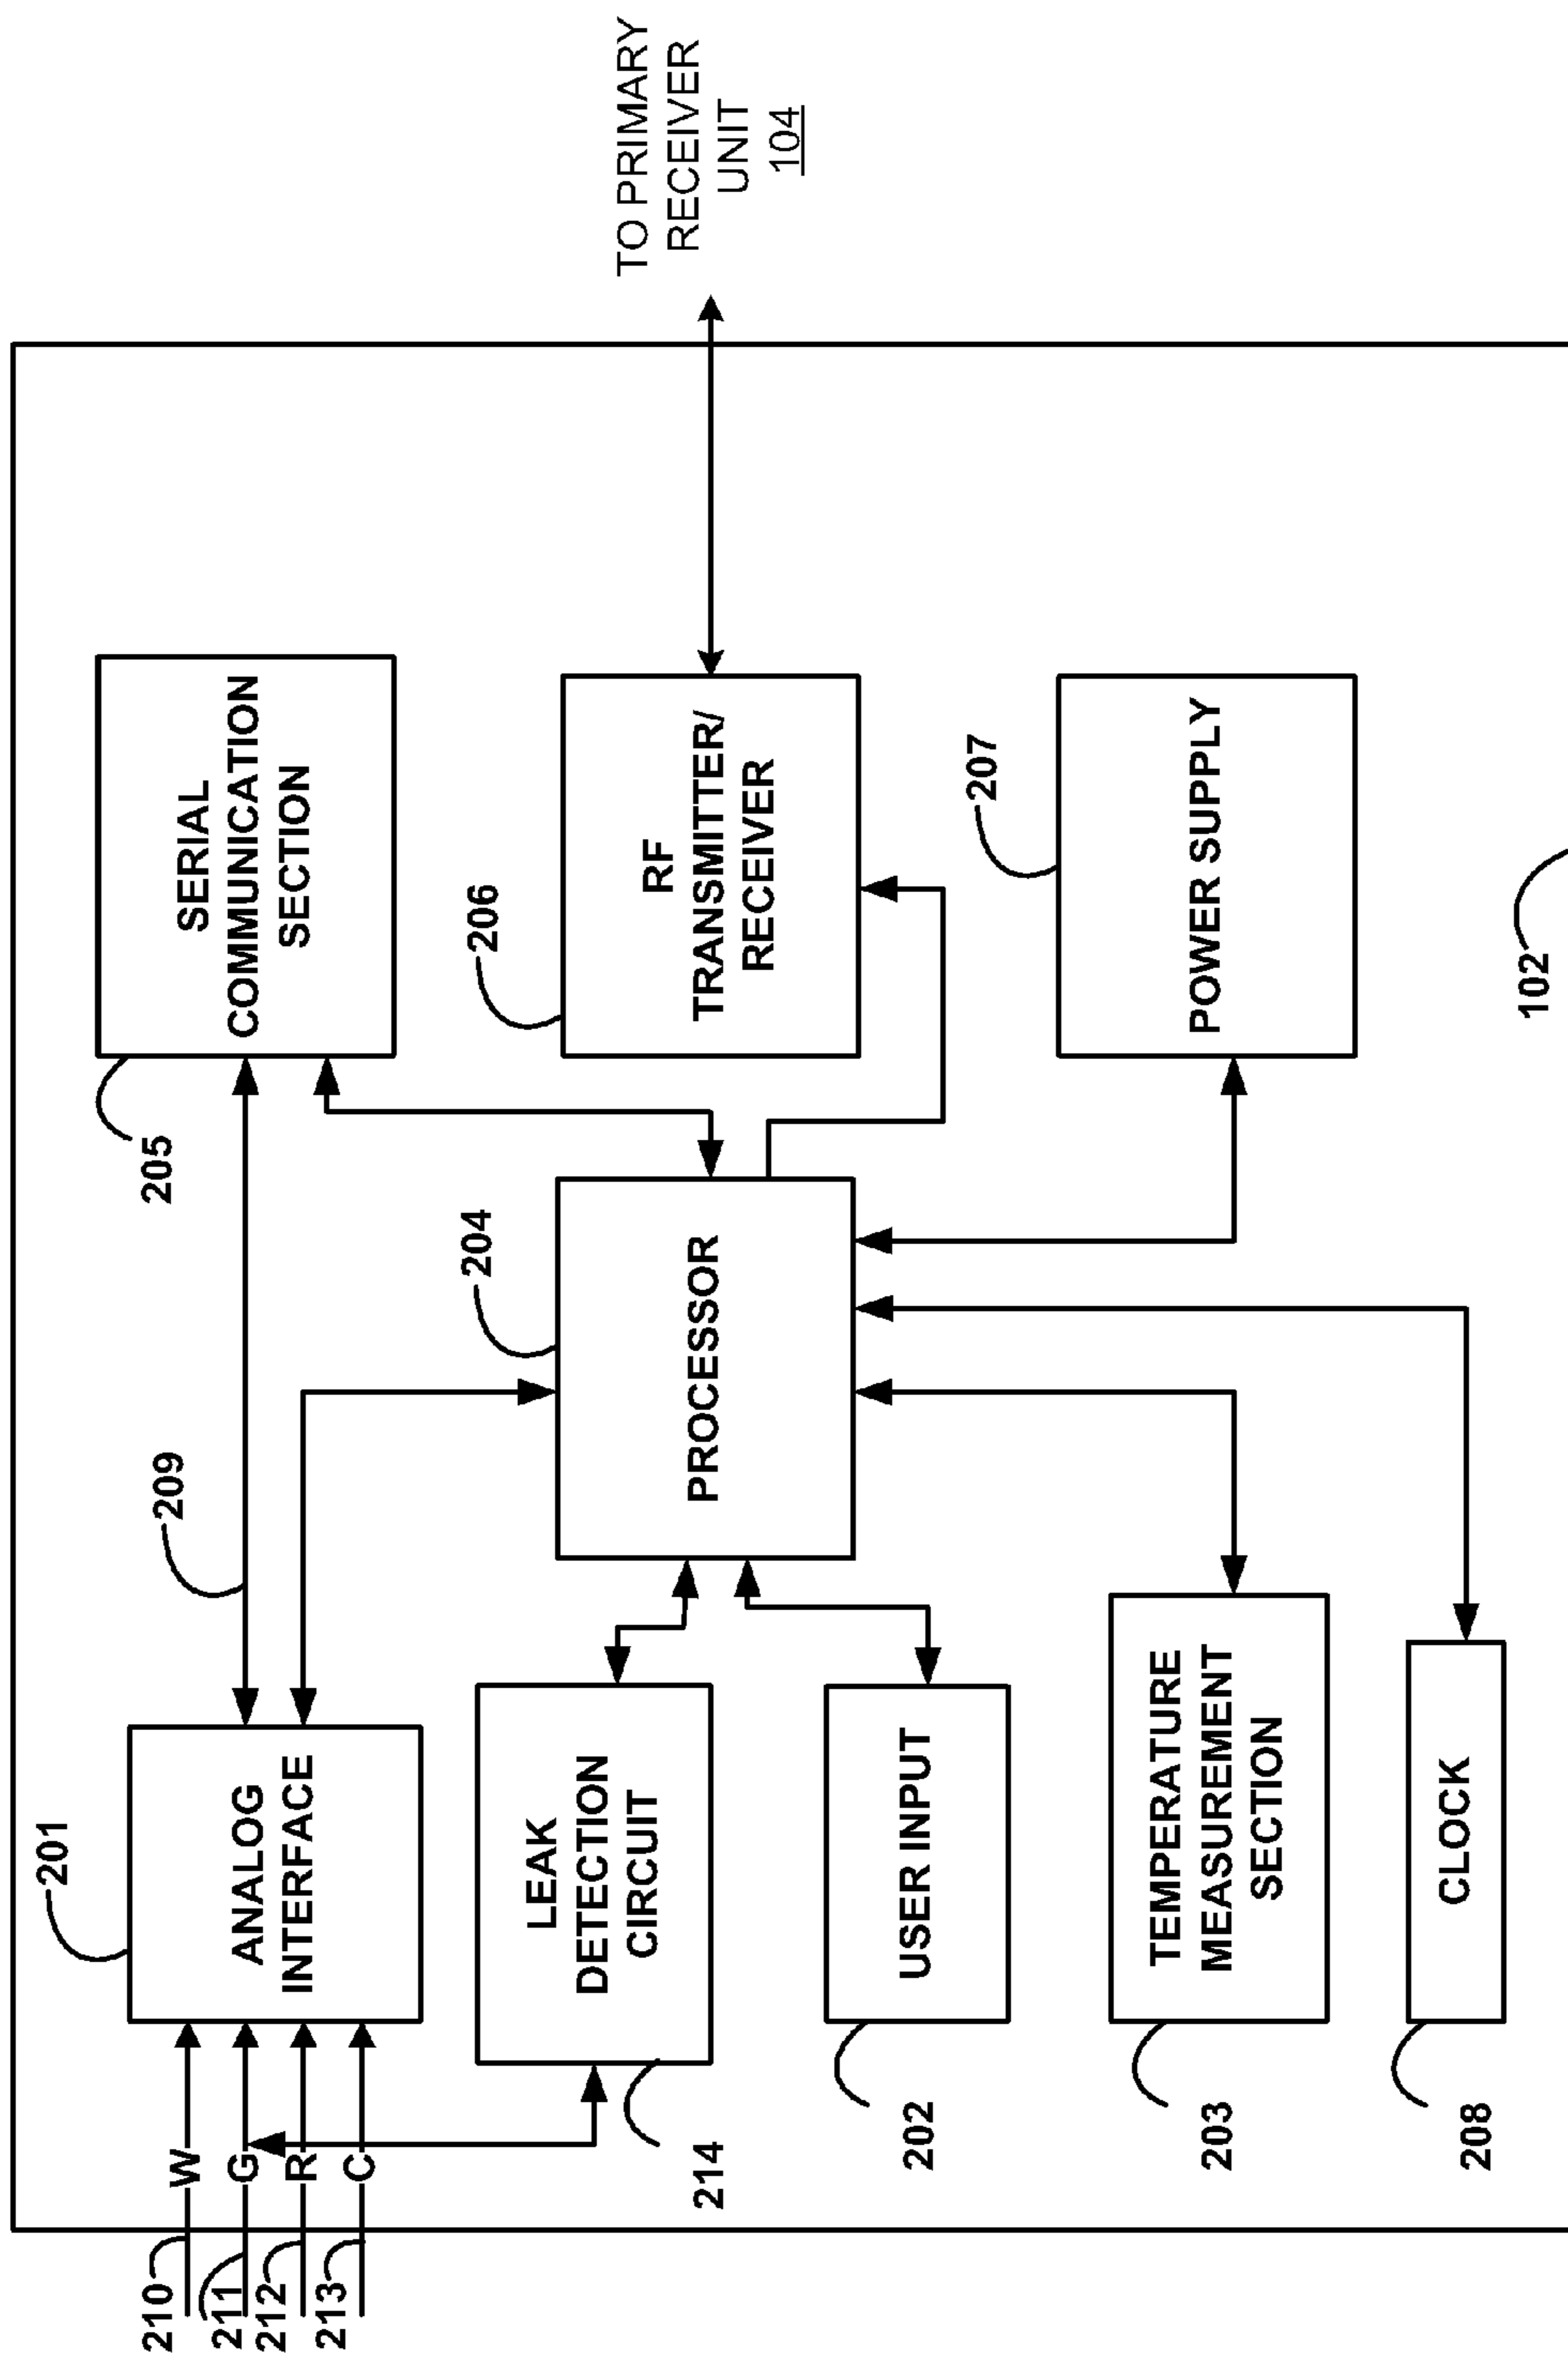 210
211
212
213
W
G
R
C
201
ANALOG
INTERFACE
209
205
SERIAL
COMMUNICATION
SECTION
214
LEAK
DETECTION
CIRCUIT
204
PROCESSOR
206
RF
TRANSMITTER/
RECEIVER
TO PRIMARY
RECEIVER
UNIT
104
202
USER INPUT
207
POWER SUPPLY
203
TEMPERATURE
MEASUREMENT
SECTION
208
CLOCK
102